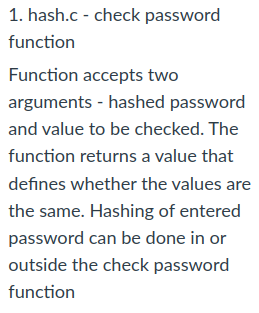 1. hash.c - check password
function
Function accepts two
arguments - hashed password
and value to be checked. The
function returns a value that
defines whether the values are
the same. Hashing of entered
password can be done in or
outside the check password
function